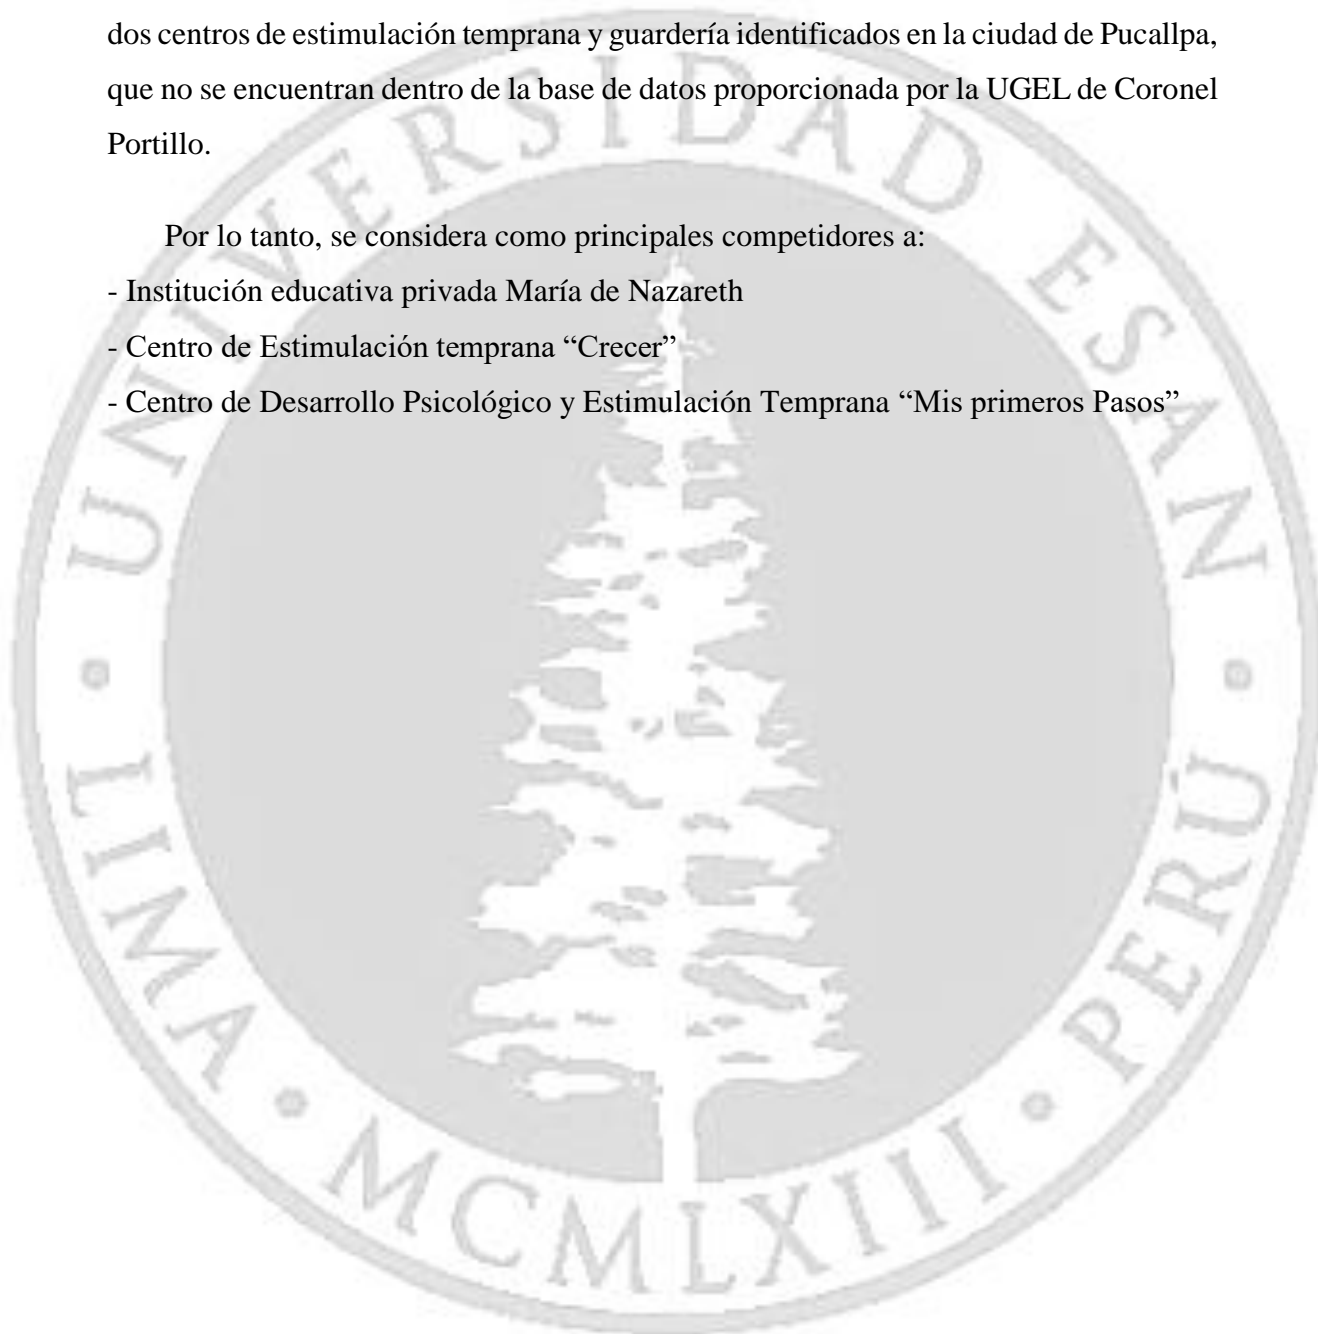 dos centros de estimulación temprana y guardería identificados en la ciudad de Pucallpa,
que no se encuentran dentro de la base de datos proporcionada por la UGEL de Coronel
Portillo.
Por lo tanto, se considera como principales competidores a:
- Institución educativa privada María de Nazareth
- Centro de Estimulación temprana “Crecer”
- Centro de Desarrollo Psicológico y Estimulación Temprana “Mis primeros Pasos”
UNIVERSIDAD ESAN
LIMA • MCMLXIII • PERÚ